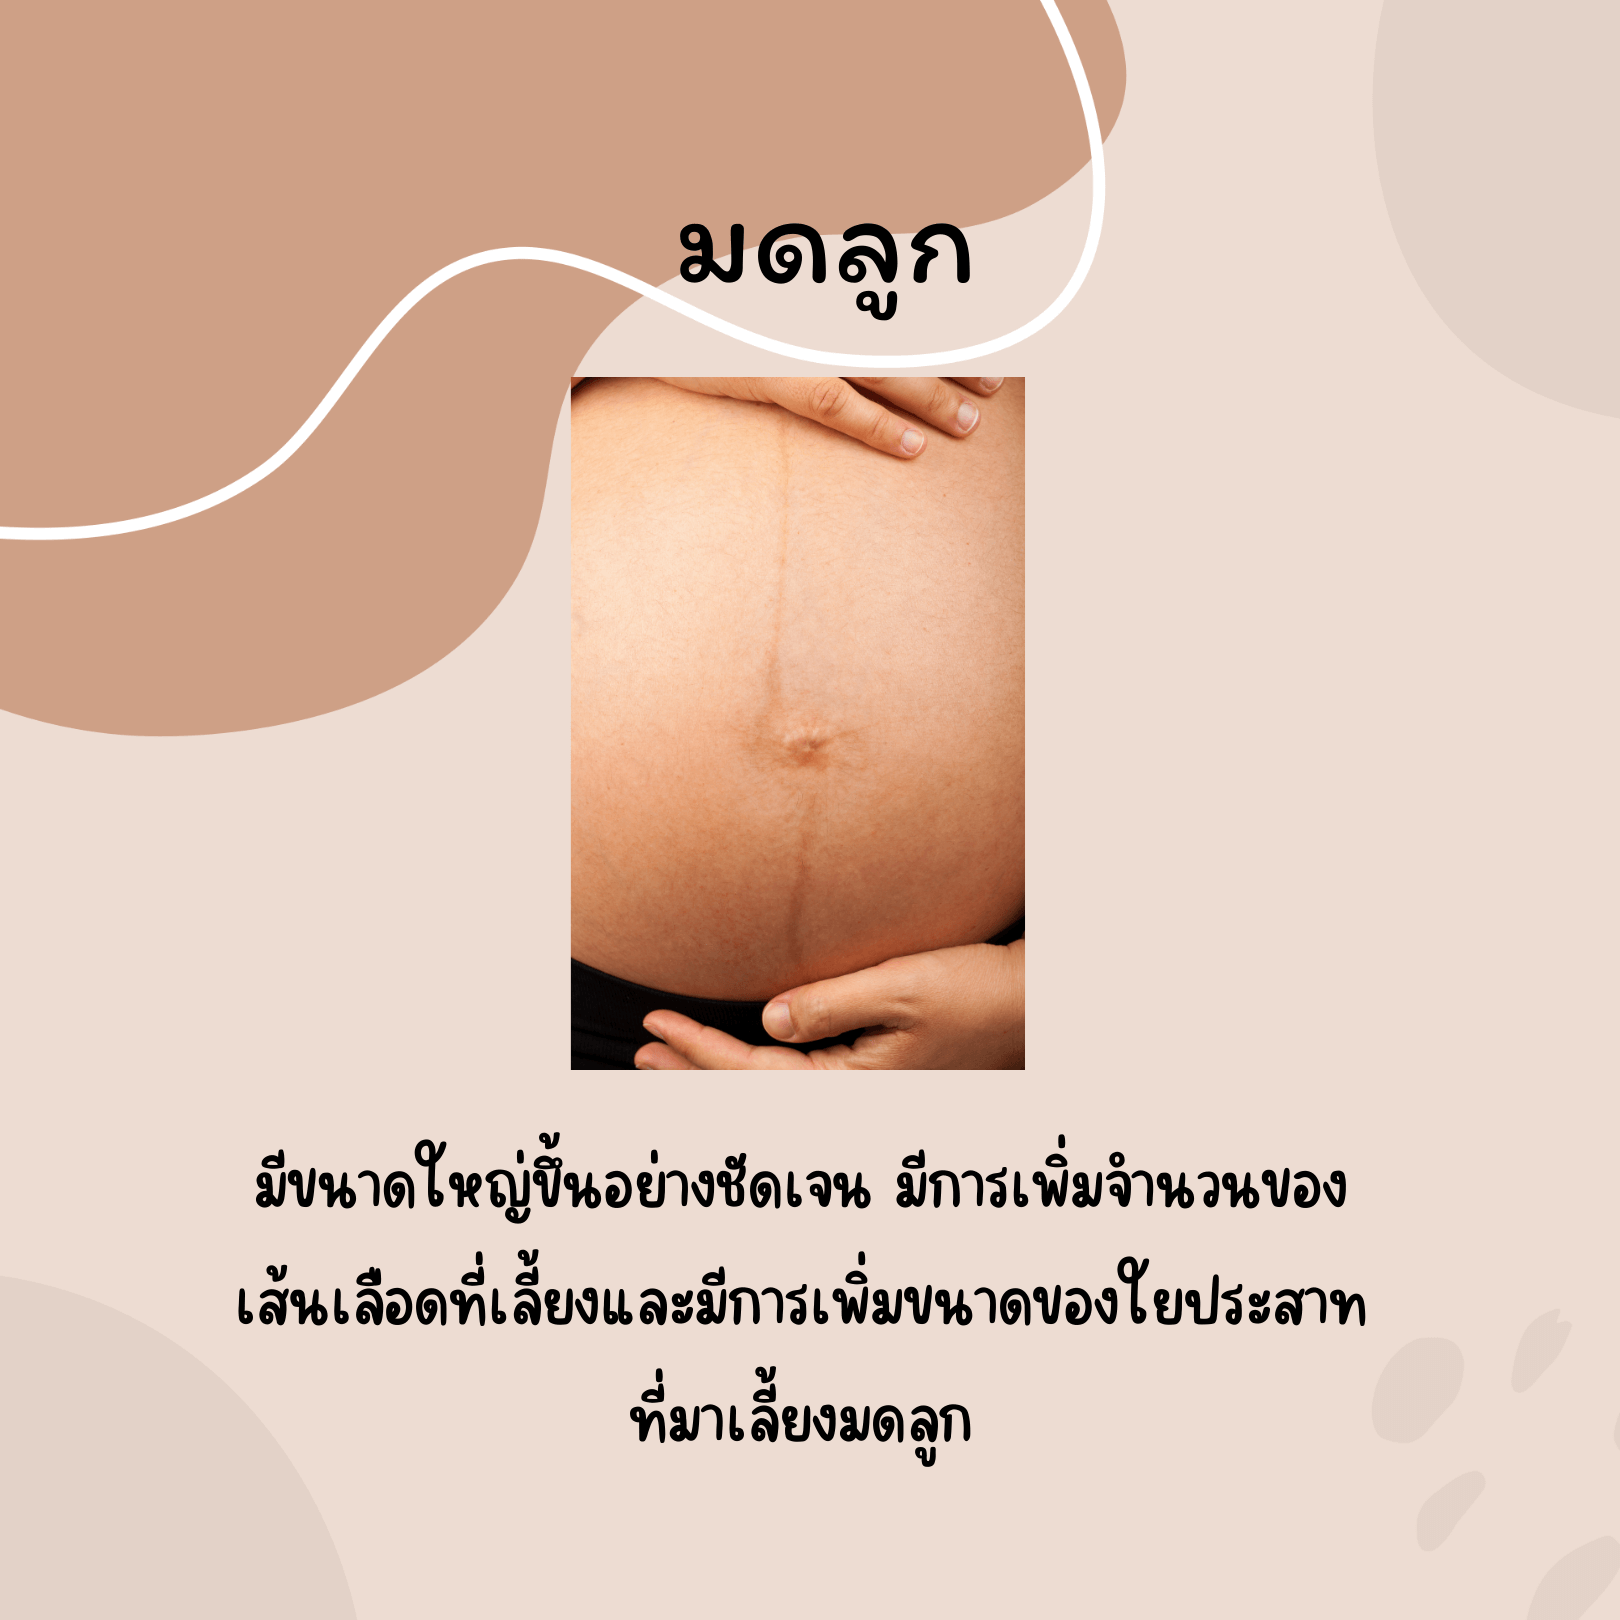 มดลูก
มีขนาดใหญ่ขึ้นอย่างชัดเจน มีการเพิ่มจำนวนของ
เส้นเลือดที่เลี้ยงและมีการเพิ่มขนาดของใยประสาท
ที่มาเลี้ยงมดลูก